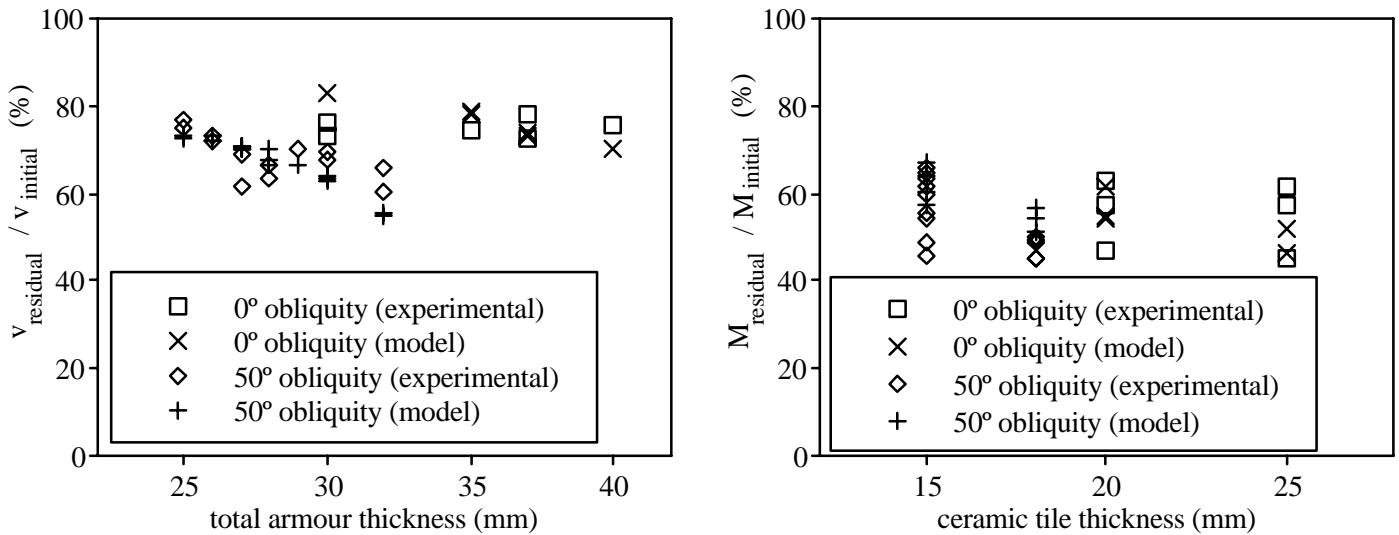 100
80
60
40
20
0
v residual / v initial (%)
0º obliquity (experimental)
0º obliquity (model)
50º obliquity (experimental)
50º obliquity (model)
25 30 35 40
total armour thickness (mm)
100
80
60
40
20
0
M residual / M initial (%)
0º obliquity (experimental)
0º obliquity (model)
50º obliquity (experimental)
50º obliquity (model)
15 20 25
ceramic tile thickness (mm)